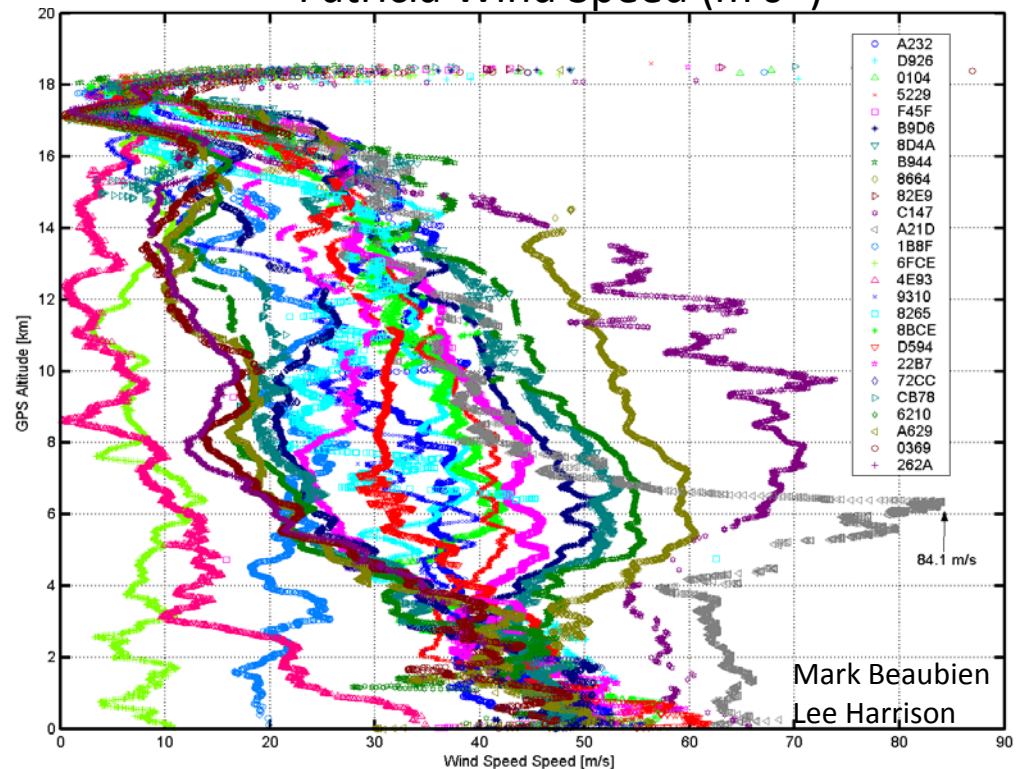 Patricia Wind Speed (m s⁻¹)
20
18
16
14
12
10
8
6
4
2
0
GPS Altitude [km]
0 10 20 30 40 50 60 70 80 90
Wind Speed Speed [m/s]
A232
D926
0104
5229
F45F
B9D6
8D4A
B944
8664
82E9
C147
A21D
1B8F
6FCE
4E93
9310
8265
8BCE
D594
22B7
72CC
CB78
6210
A629
0369
262A
84.1 m/s
Mark Beaubien
Lee Harrison